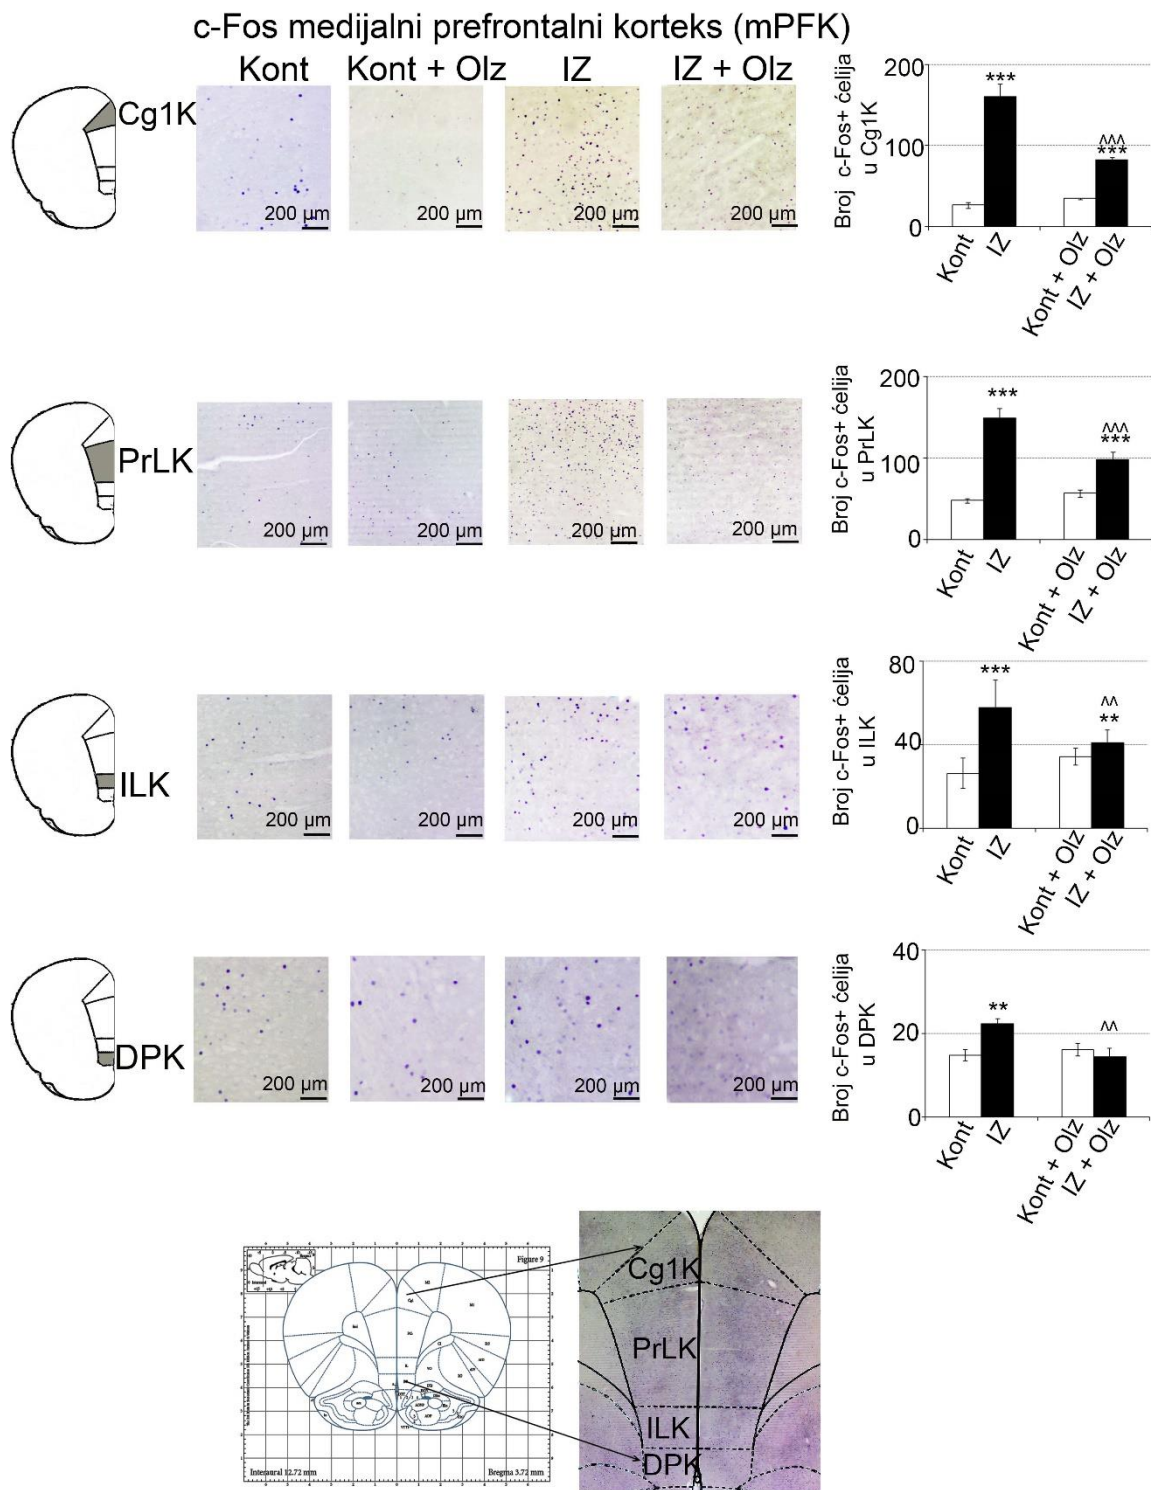 c-Fos medijalni prefrontalni korteks (mPFK)
Kont Kont + Olz IZ IZ + Olz
Cg1K
200 µm 200 µm 200 µm 200 µm
Broj c-Fos+ ćelija
u Cg1K
200
100
0
***
^^^
***
Kont IZ Kont + Olz IZ + Olz
PrLK
200 µm 200 µm 200 µm 200 µm
Broj c-Fos+ ćelija
u PrLK
200
100
0
***
^^^
***
Kont IZ Kont + Olz IZ + Olz
ILK
200 µm 200 µm 200 µm 200 µm
Broj c-Fos+ ćelija
u ILK
80
40
0
***
^^
**
Kont IZ Kont + Olz IZ + Olz
DPK
200 µm 200 µm 200 µm 200 µm
Broj c-Fos+ ćelija
u DPK
40
20
0
**
^^
Kont IZ Kont + Olz IZ + Olz
Figure 9
Interaural 12.72 mm
Bregma 3.72 mm
Cg1K
PrLK
ILK
DPK